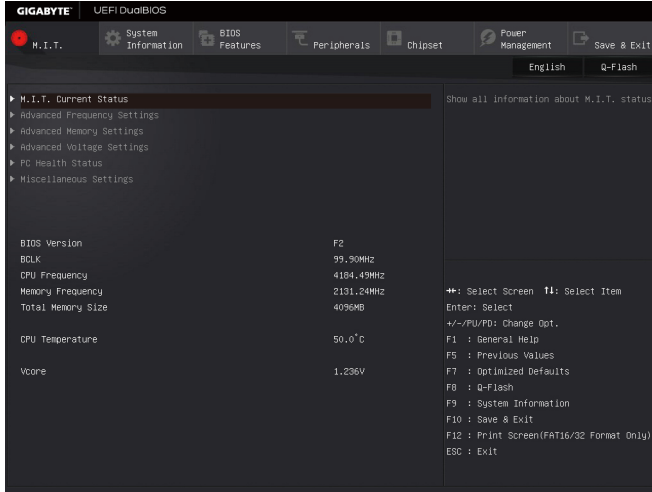 GIGABYTE™ UEFI DualBIOS
M.I.T. System Information BIOS Features Peripherals Chipset Power Management Save & Exit
English Q-Flash
M.I.T. Current Status
Advanced Frequency Settings
Advanced Memory Settings
Advanced Voltage Settings
PC Health Status
Miscellaneous Settings
Show all information about M.I.T. status
BIOS Version F2
BCLK 99.90MHz
CPU Frequency 4184.49MHz
Memory Frequency 2131.24MHz
Total Memory Size 4096MB
CPU Temperature 50.0°C
Vcore 1.236V
→←: Select Screen ↑↓: Select Item
Enter: Select
+/-/PU/PD: Change Opt.
F1 : General Help
F5 : Previous Values
F7 : Optimized Defaults
F8 : Q-Flash
F9 : System Information
F10 : Save & Exit
F12 : Print Screen(FAT16/32 Format Only)
ESC : Exit